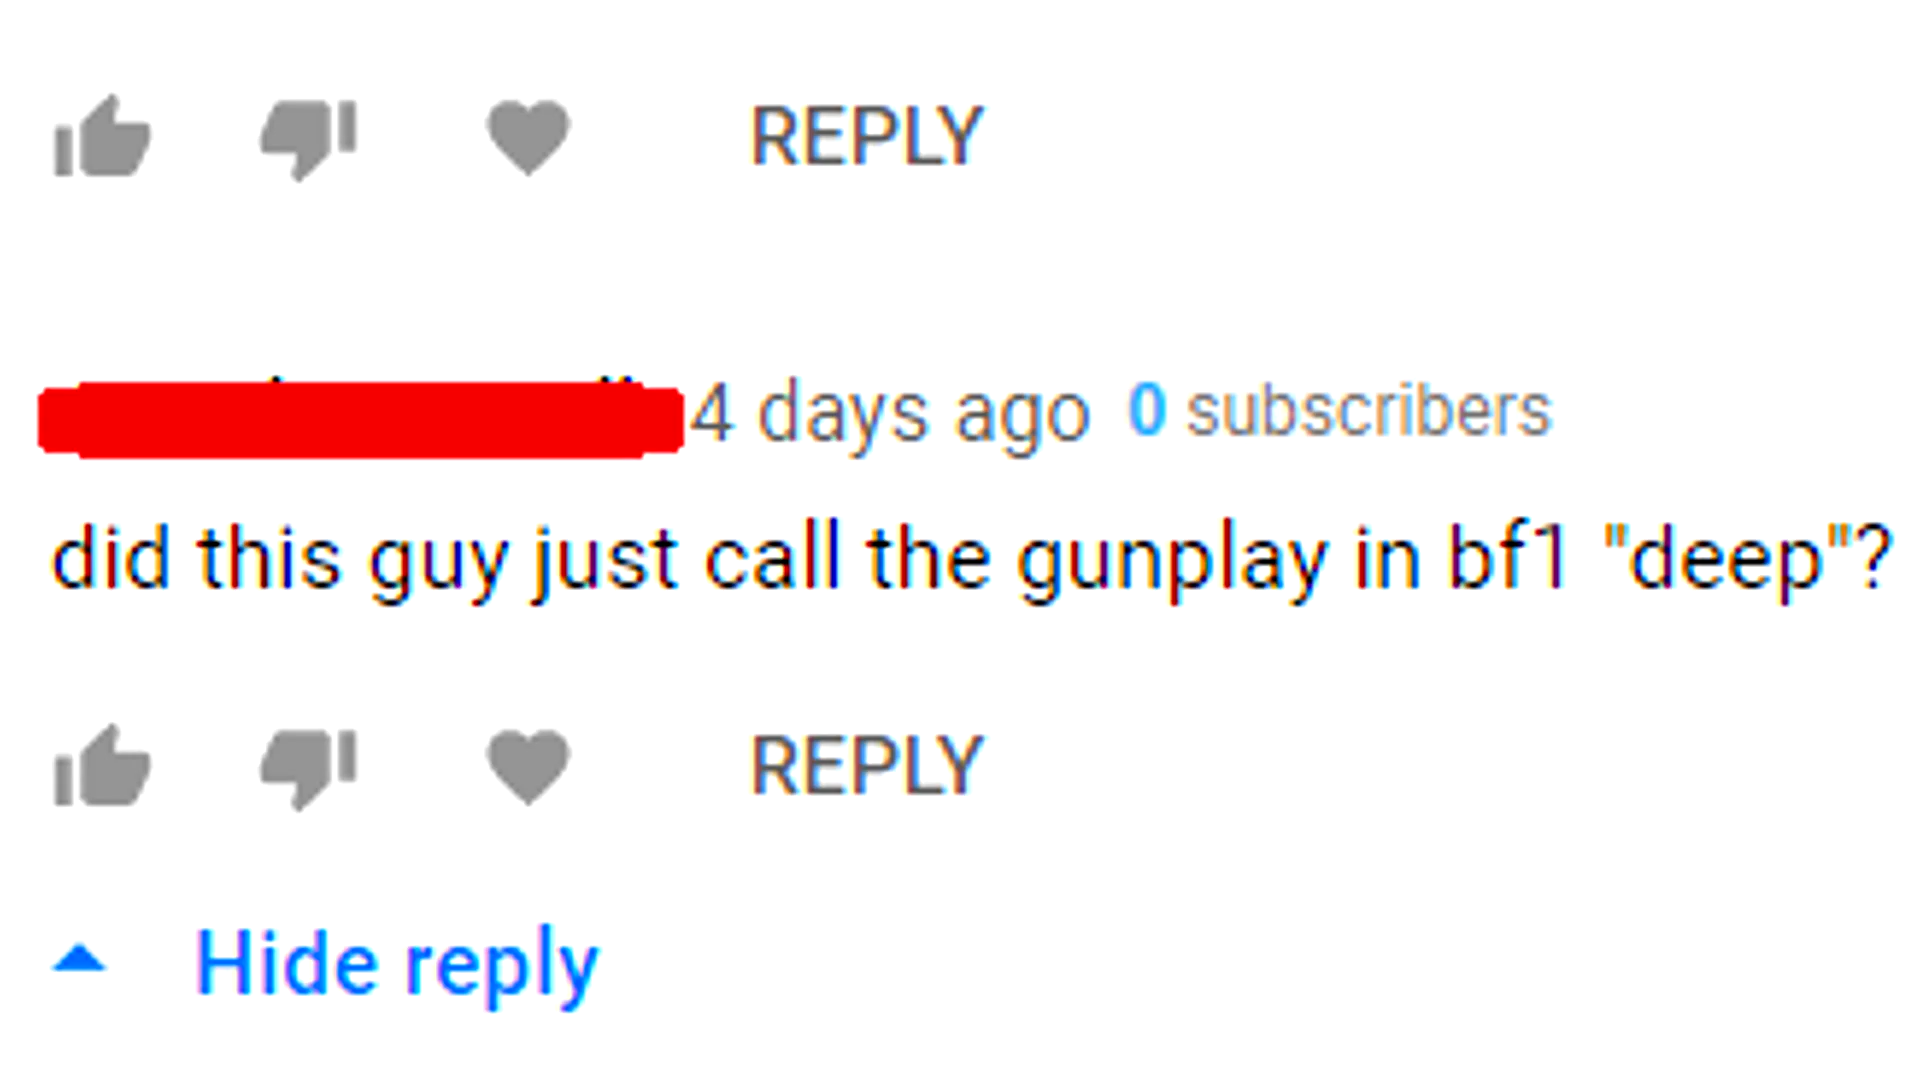 REPLY
4 days ago 0 subscribers
did this guy just call the gunplay in bf1 "deep"?
REPLY
Hide reply